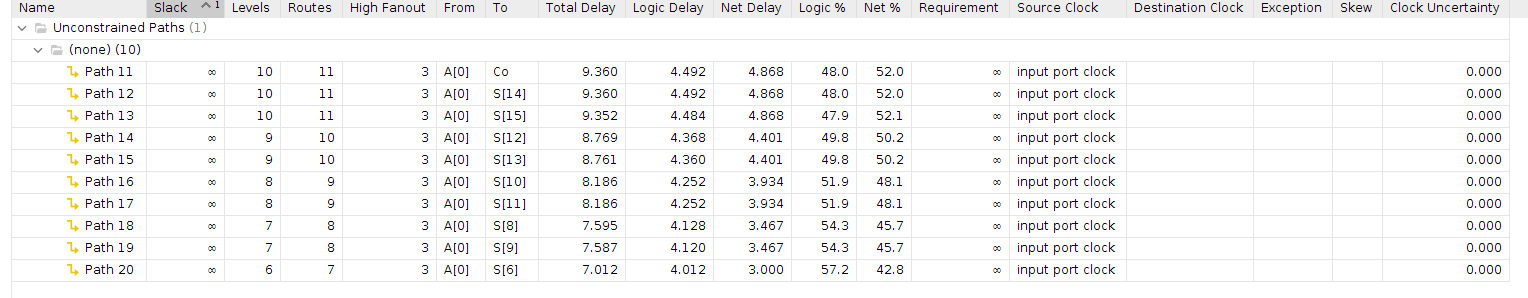 Name Slack 1 Levels Routes High Fanout From To Total Delay Logic Delay Net Delay Logic % Net % Requirement Source Clock Destination Clock Exception Skew Clock Uncertainty
Unconstrained Paths (1)
(none) (10)
Path 11 ∞ 10 11 3 A[0] Co 9.360 4.492 4.868 48.0 52.0 ∞ input port clock 0.000
Path 12 ∞ 10 11 3 A[0] S[14] 9.360 4.492 4.868 48.0 52.0 ∞ input port clock 0.000
Path 13 ∞ 10 11 3 A[0] S[15] 9.352 4.484 4.868 47.9 52.1 ∞ input port clock 0.000
Path 14 ∞ 9 10 3 A[0] S[12] 8.769 4.368 4.401 49.8 50.2 ∞ input port clock 0.000
Path 15 ∞ 9 10 3 A[0] S[13] 8.761 4.360 4.401 49.8 50.2 ∞ input port clock 0.000
Path 16 ∞ 8 9 3 A[0] S[10] 8.186 4.252 3.934 51.9 48.1 ∞ input port clock 0.000
Path 17 ∞ 8 9 3 A[0] S[11] 8.186 4.252 3.934 51.9 48.1 ∞ input port clock 0.000
Path 18 ∞ 7 8 3 A[0] S[8] 7.595 4.128 3.467 54.3 45.7 ∞ input port clock 0.000
Path 19 ∞ 7 8 3 A[0] S[9] 7.587 4.120 3.467 54.3 45.7 ∞ input port clock 0.000
Path 20 ∞ 6 7 3 A[0] S[6] 7.012 4.012 3.000 57.2 42.8 ∞ input port clock 0.000